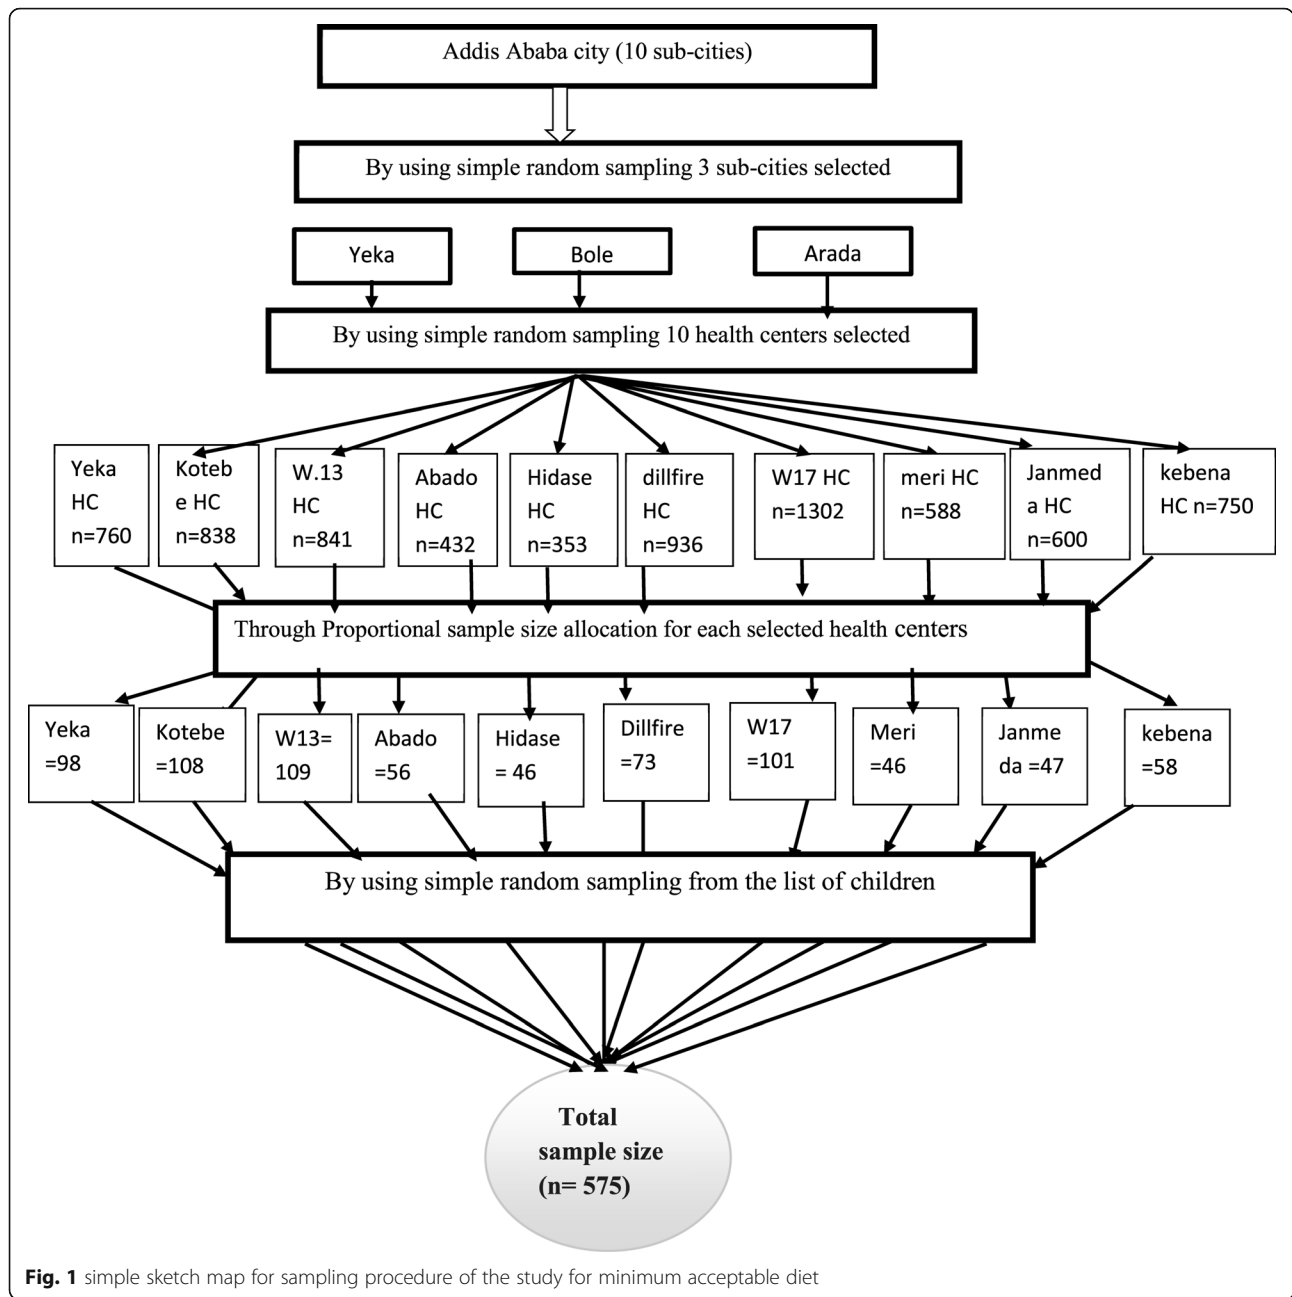 Addis Ababa city (10 sub-cities)
By using simple random sampling 3 sub-cities selected
Yeka
Bole
Arada
By using simple random sampling 10 health centers selected
Yeka
HC
n=760
Koteb
e HC
n=838
W.13
HC
n=841
Abado
HC
n=432
Hidase
HC
n=353
dillfire
HC
n=936
W17 HC
n=1302
meri HC
n=588
Janmed
a HC
n=600
kebena
HC n=750
Through Proportional sample size allocation for each selected health centers
Yeka
=98
Kotebe
=108
W13=
109
Abado
=56
Hidase
= 46
Dillfire
=73
W17
=101
Meri
=46
Janme
da =47
kebena
=58
By using simple random sampling from the list of children
Total
sample size
(n= 575)
Fig. 1 simple sketch map for sampling procedure of the study for minimum acceptable diet